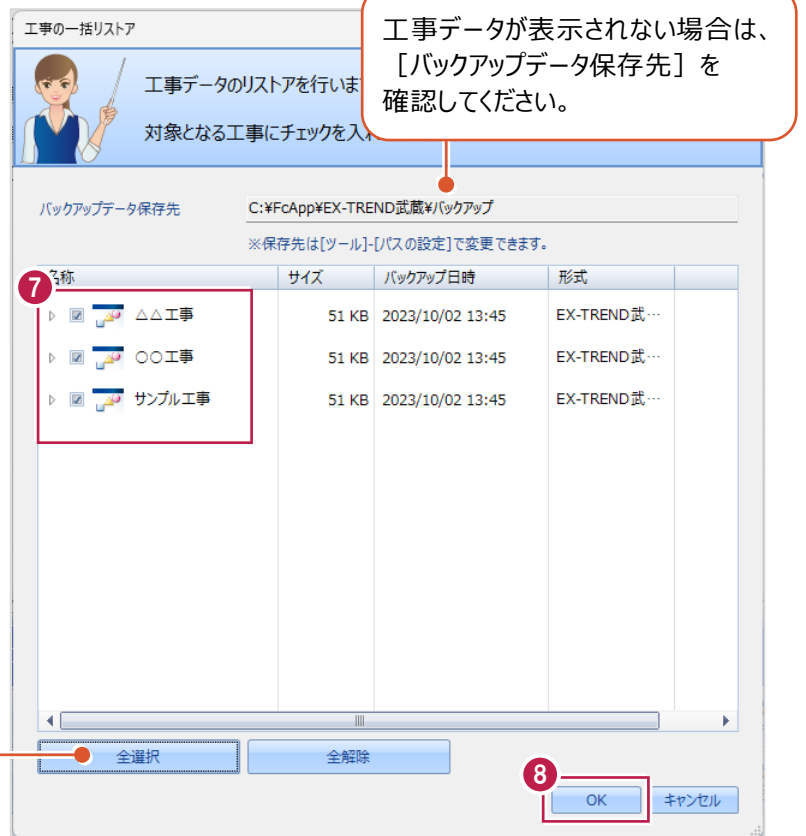 工事の一括リストア
工事データが表示されない場合は、
［バックアップデータ保存先］を
確認してください。
工事データのリストアを行いま
対象となる工事にチェックを入
バックアップデータ保存先 C:¥FcApp¥EX-TREND武蔵¥バックアップ
※保存先は[ツール]-[パスの設定]で変更できます。
7
名称 サイズ バックアップ日時 形式
△△工事 51 KB 2023/10/02 13:45 EX-TREND武…
〇〇工事 51 KB 2023/10/02 13:45 EX-TREND武…
サンプル工事 51 KB 2023/10/02 13:45 EX-TREND武…
全選択 全解除
8
OK キャンセル